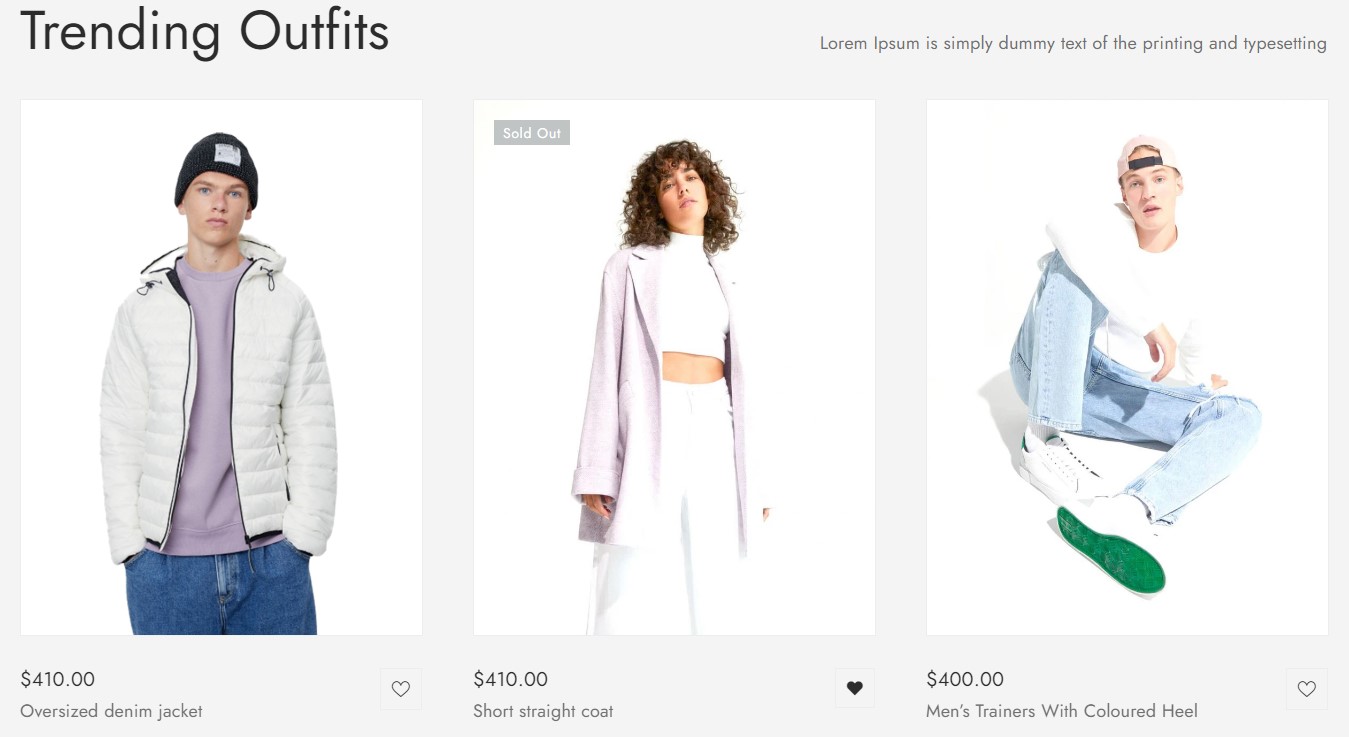 Trending Outfits
Lorem Ipsum is simply dummy text of the printing and typesetting
Sold Out
$410.00
Oversized denim jacket
$410.00
Short straight coat
$400.00
Men's Trainers With Coloured Heel